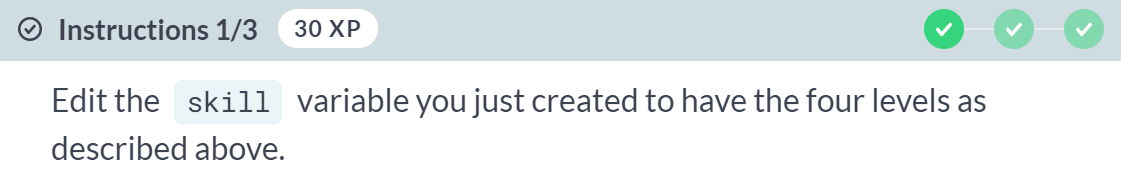 Instructions 1/3 30 XP
Edit the skill variable you just created to have the four levels as
described above.